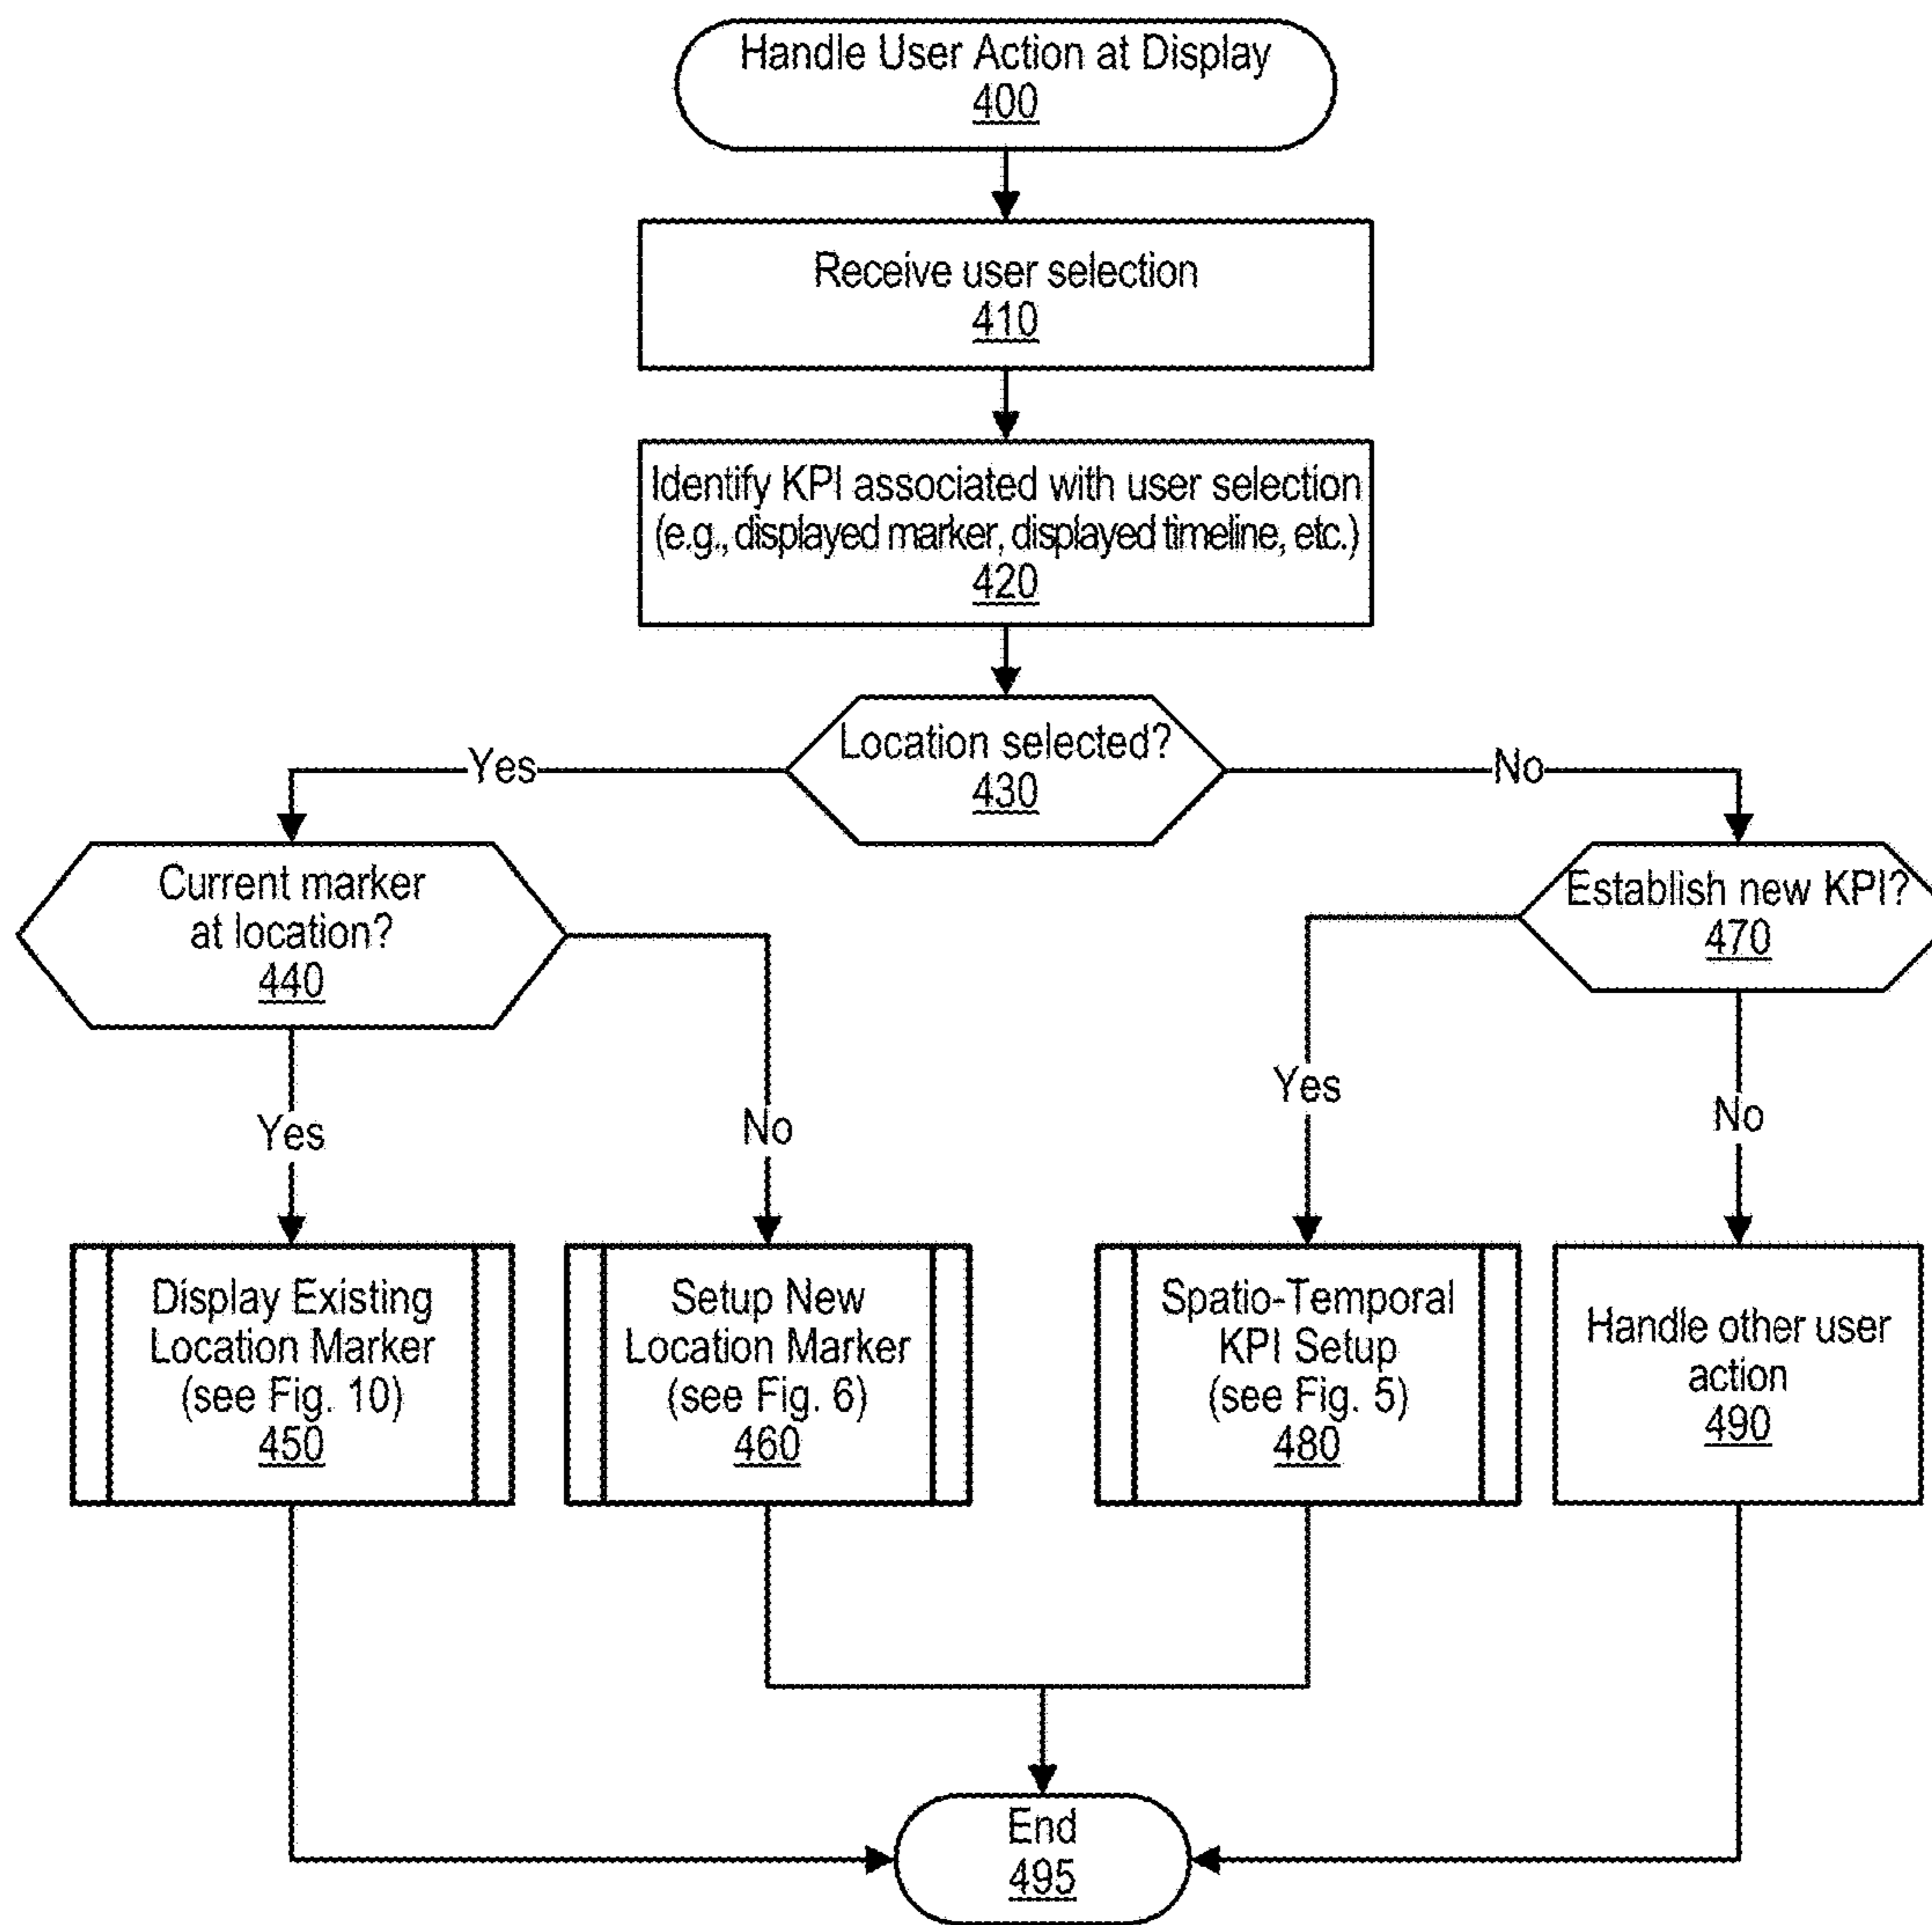 Handle User Action at Display
400
Receive user selection
410
Identify KPI associated with user selection
(e.g., displayed marker, displayed timeline, etc.)
420
Location selected?
430
Yes
No
Current marker
at location?
440
Establish new KPI?
470
Yes
No
Yes
No
Display Existing
Location Marker
(see Fig. 10)
450
Setup New
Location Marker
(see Fig. 6)
460
Spatio-Temporal
KPI Setup
(see Fig. 5)
480
Handle other user
action
490
End
495